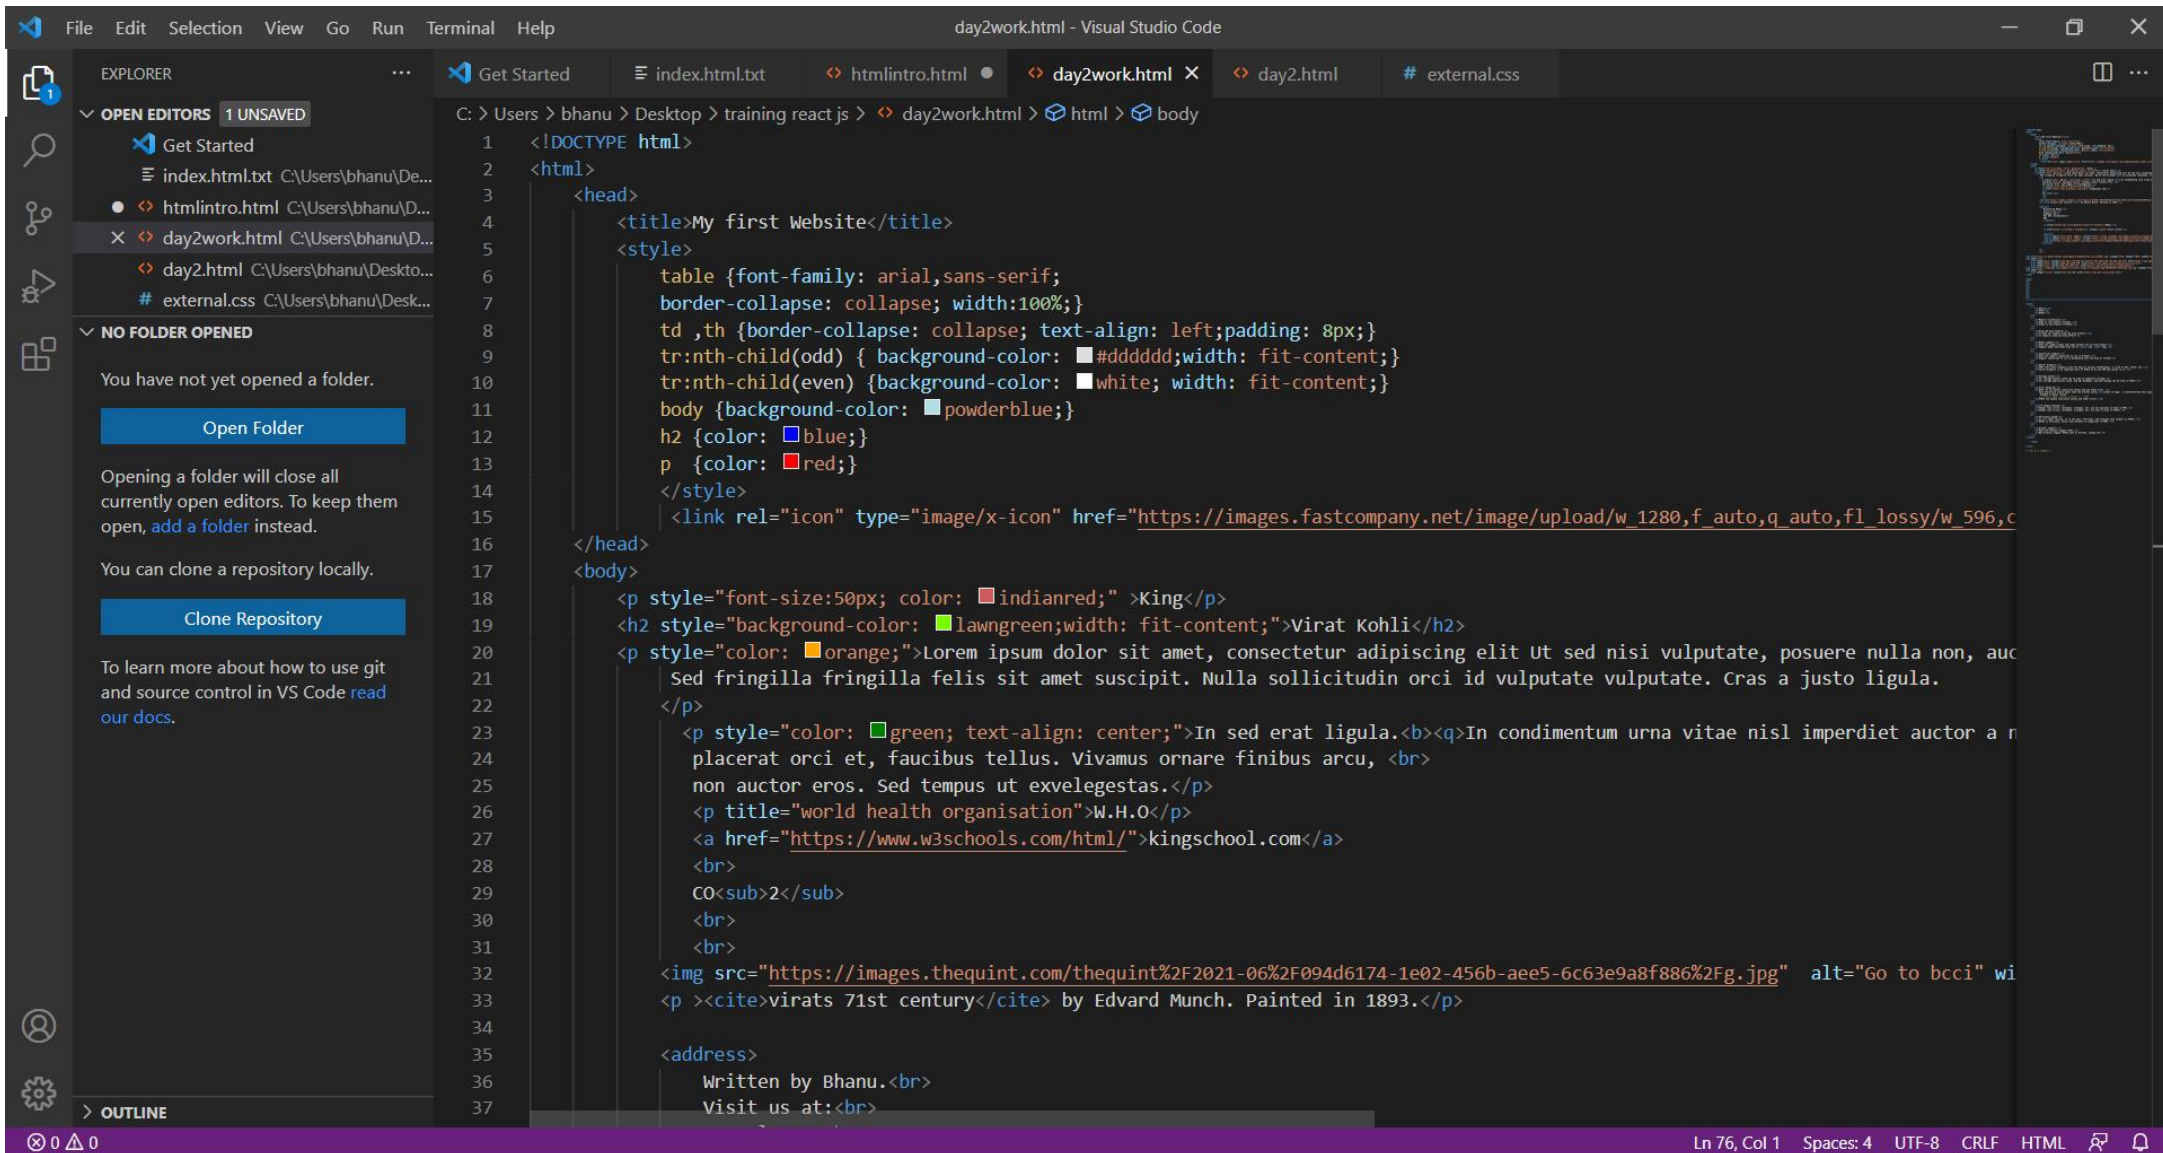 File Edit Selection View Go Run Terminal Help
day2work.html - Visual Studio Code
EXPLORER
Get Started
index.html.txt
htmlintro.html
day2work.html
day2.html
# external.css
OPEN EDITORS 1 UNSAVED
Get Started
index.html.txt C:\Users\bhanu\De...
htmlintro.html C:\Users\bhanu\D...
day2work.html C:\Users\bhanu\D...
day2.html C:\Users\bhanu\Deskto...
# external.css C:\Users\bhanu\Desk...
NO FOLDER OPENED
You have not yet opened a folder.
Open Folder
Opening a folder will close all
currently open editors. To keep them
open, add a folder instead.
You can clone a repository locally.
Clone Repository
To learn more about how to use git
and source control in VS Code read
our docs.
OUTLINE
C: > Users > bhanu > Desktop > training react js > day2work.html > html > body
1 <!DOCTYPE html>
2 <html>
3 <head>
4 <title>My first Website</title>
5 <style>
6 table {font-family: arial,sans-serif;
7 border-collapse: collapse; width:100%;}
8 td ,th {border-collapse: collapse; text-align: left;padding: 8px;}
9 tr:nth-child(odd) { background-color: #dddddd;width: fit-content;}
10 tr:nth-child(even) {background-color: white; width: fit-content;}
11 body {background-color: powderblue;}
12 h2 {color: blue;}
13 p {color: red;}
14 </style>
15 <link rel="icon" type="image/x-icon" href="https://images.fastcompany.net/image/upload/w_1280,f_auto,q_auto,fl_lossy/w_596,c
16 </head>
17 <body>
18 <p style="font-size:50px; color: indianred;" >King</p>
19 <h2 style="background-color: lawngreen;width: fit-content;">Virat Kohli</h2>
20 <p style="color: orange;">Lorem ipsum dolor sit amet, consectetur adipiscing elit Ut sed nisi vulputate, posuere nulla non, auc
21 Sed fringilla fringilla felis sit amet suscipit. Nulla sollicitudin orci id vulputate vulputate. Cras a justo ligula.
22 </p>
23 <p style="color: green; text-align: center;">In sed erat ligula.<b><q>In condimentum urna vitae nisl imperdiet auctor a n
24 placerat orci et, faucibus tellus. Vivamus ornare finibus arcu, <br>
25 non auctor eros. Sed tempus ut exvelegestas.</p>
26 <p title="world health organisation">W.H.O</p>
27 <a href="https://www.w3schools.com/html/">kingschool.com</a>
28 <br>
29 CO<sub>2</sub>
30 <br>
31 <br>
32 <img src="https://images.thequint.com/thequint%2F2021-06%2F094d6174-1e02-456b-aee5-6c63e9a8f886%2Fg.jpg" alt="Go to bcci" wi
33 <p ><cite>virats 71st century</cite> by Edvard Munch. Painted in 1893.</p>
34
35 <address>
36 Written by Bhanu.<br>
37 Visit us at:<br>
0 0
Ln 76, Col 1 Spaces: 4 UTF-8 CRLF HTML